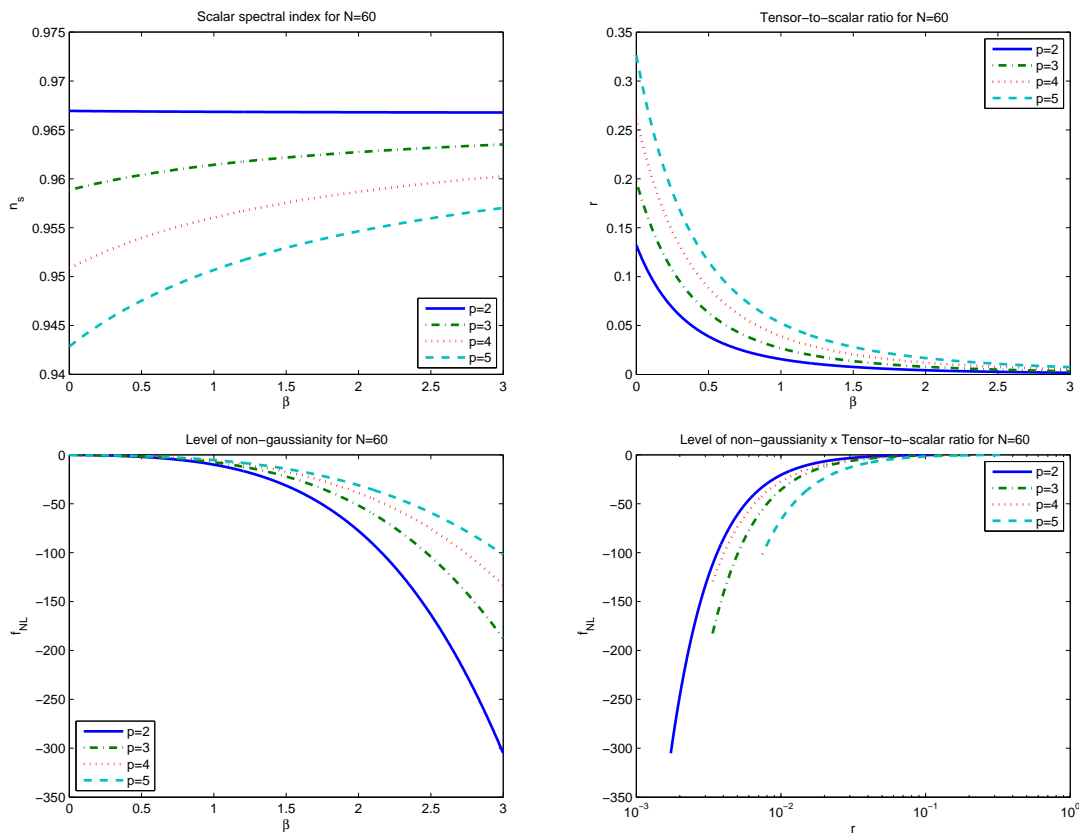 Scalar spectral index for N=60
0.975
0.97
0.965
0.96
0.955
0.95
0.945
0.94
n_s
0
0.5
1
1.5
2
2.5
3
β
p=2
p=3
p=4
p=5
Tensor−to−scalar ratio for N=60
0.35
0.3
0.25
0.2
0.15
0.1
0.05
0
r
0
0.5
1
1.5
2
2.5
3
β
p=2
p=3
p=4
p=5
Level of non−gaussianity for N=60
0
−50
−100
−150
−200
−250
−300
−350
f_NL
0
0.5
1
1.5
2
2.5
3
β
p=2
p=3
p=4
p=5
Level of non−gaussianity x Tensor−to−scalar ratio for N=60
0
−50
−100
−150
−200
−250
−300
−350
f_NL
10^−3
10^−2
10^−1
10^0
r
p=2
p=3
p=4
p=5